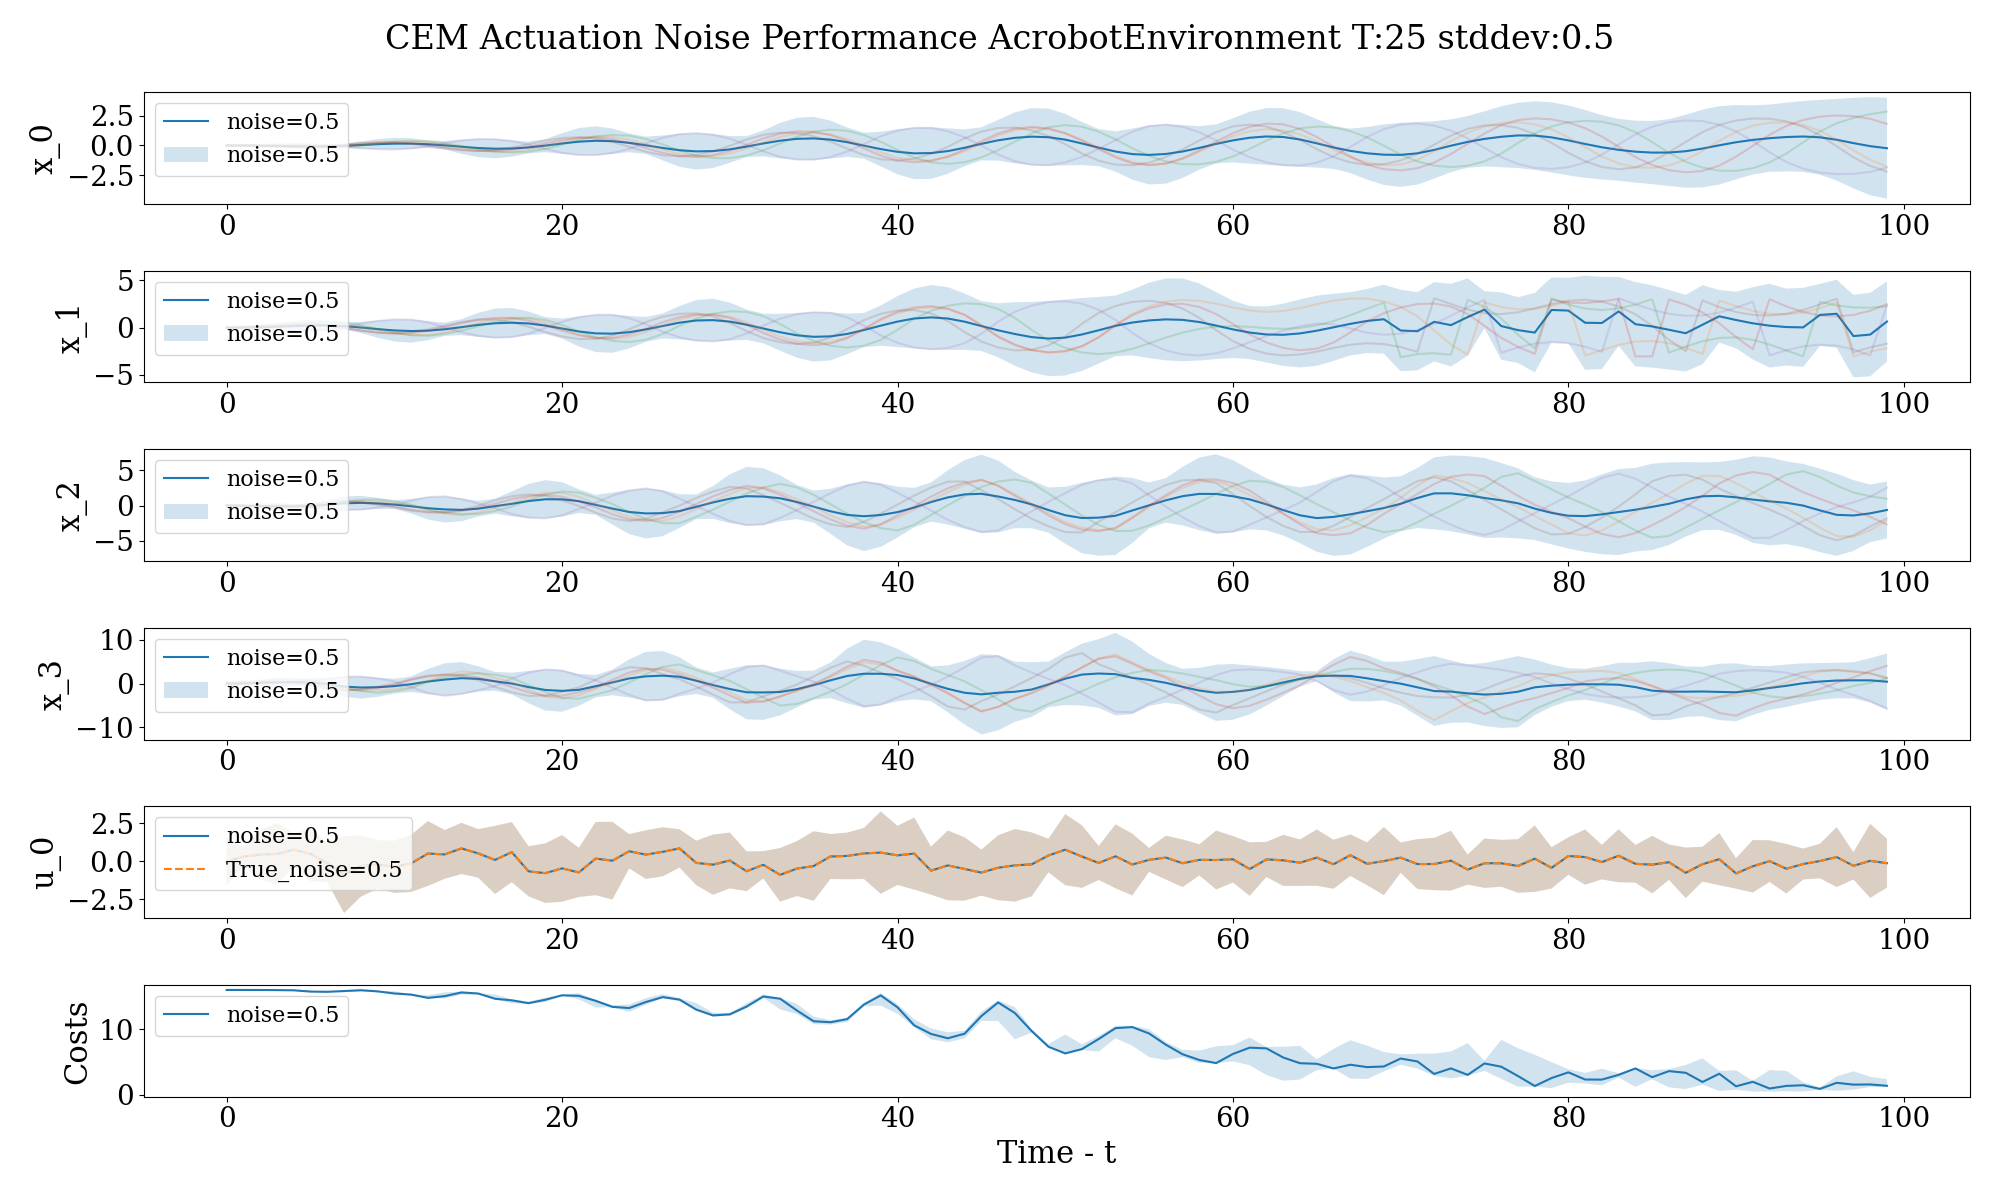 CEM Actuation Noise Performance AcrobotEnvironment T:25 stddev:0.5
x_0
2.5
0.0
−2.5
noise=0.5
noise=0.5
0 20 40 60 80 100
x_1
5
0
−5
noise=0.5
noise=0.5
0 20 40 60 80 100
x_2
5
0
−5
noise=0.5
noise=0.5
0 20 40 60 80 100
x_3
10
0
−10
noise=0.5
noise=0.5
0 20 40 60 80 100
u_0
2.5
0.0
−2.5
noise=0.5
True_noise=0.5
0 20 40 60 80 100
Costs
10
0
noise=0.5
0 20 40 60 80 100
Time - t